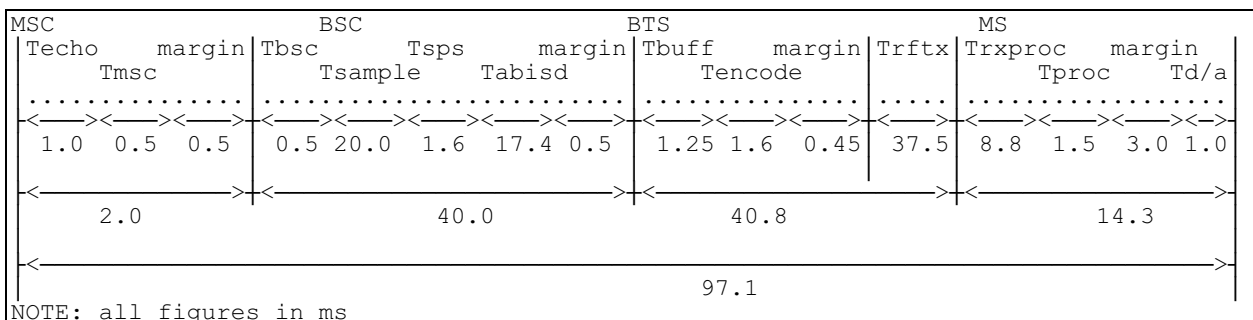 MSC BSC BTS MS
Techo margin Tbsc Tsps margin Tbuff margin Trftx Trxproc margin
Tmsc Tsample Tabisd Tencode Tproc Td/a
1.0 0.5 0.5 0.5 20.0 1.6 17.4 0.5 1.25 1.6 0.45 37.5 8.8 1.5 3.0 1.0
2.0 40.0 40.8 14.3
97.1
NOTE: all figures in ms